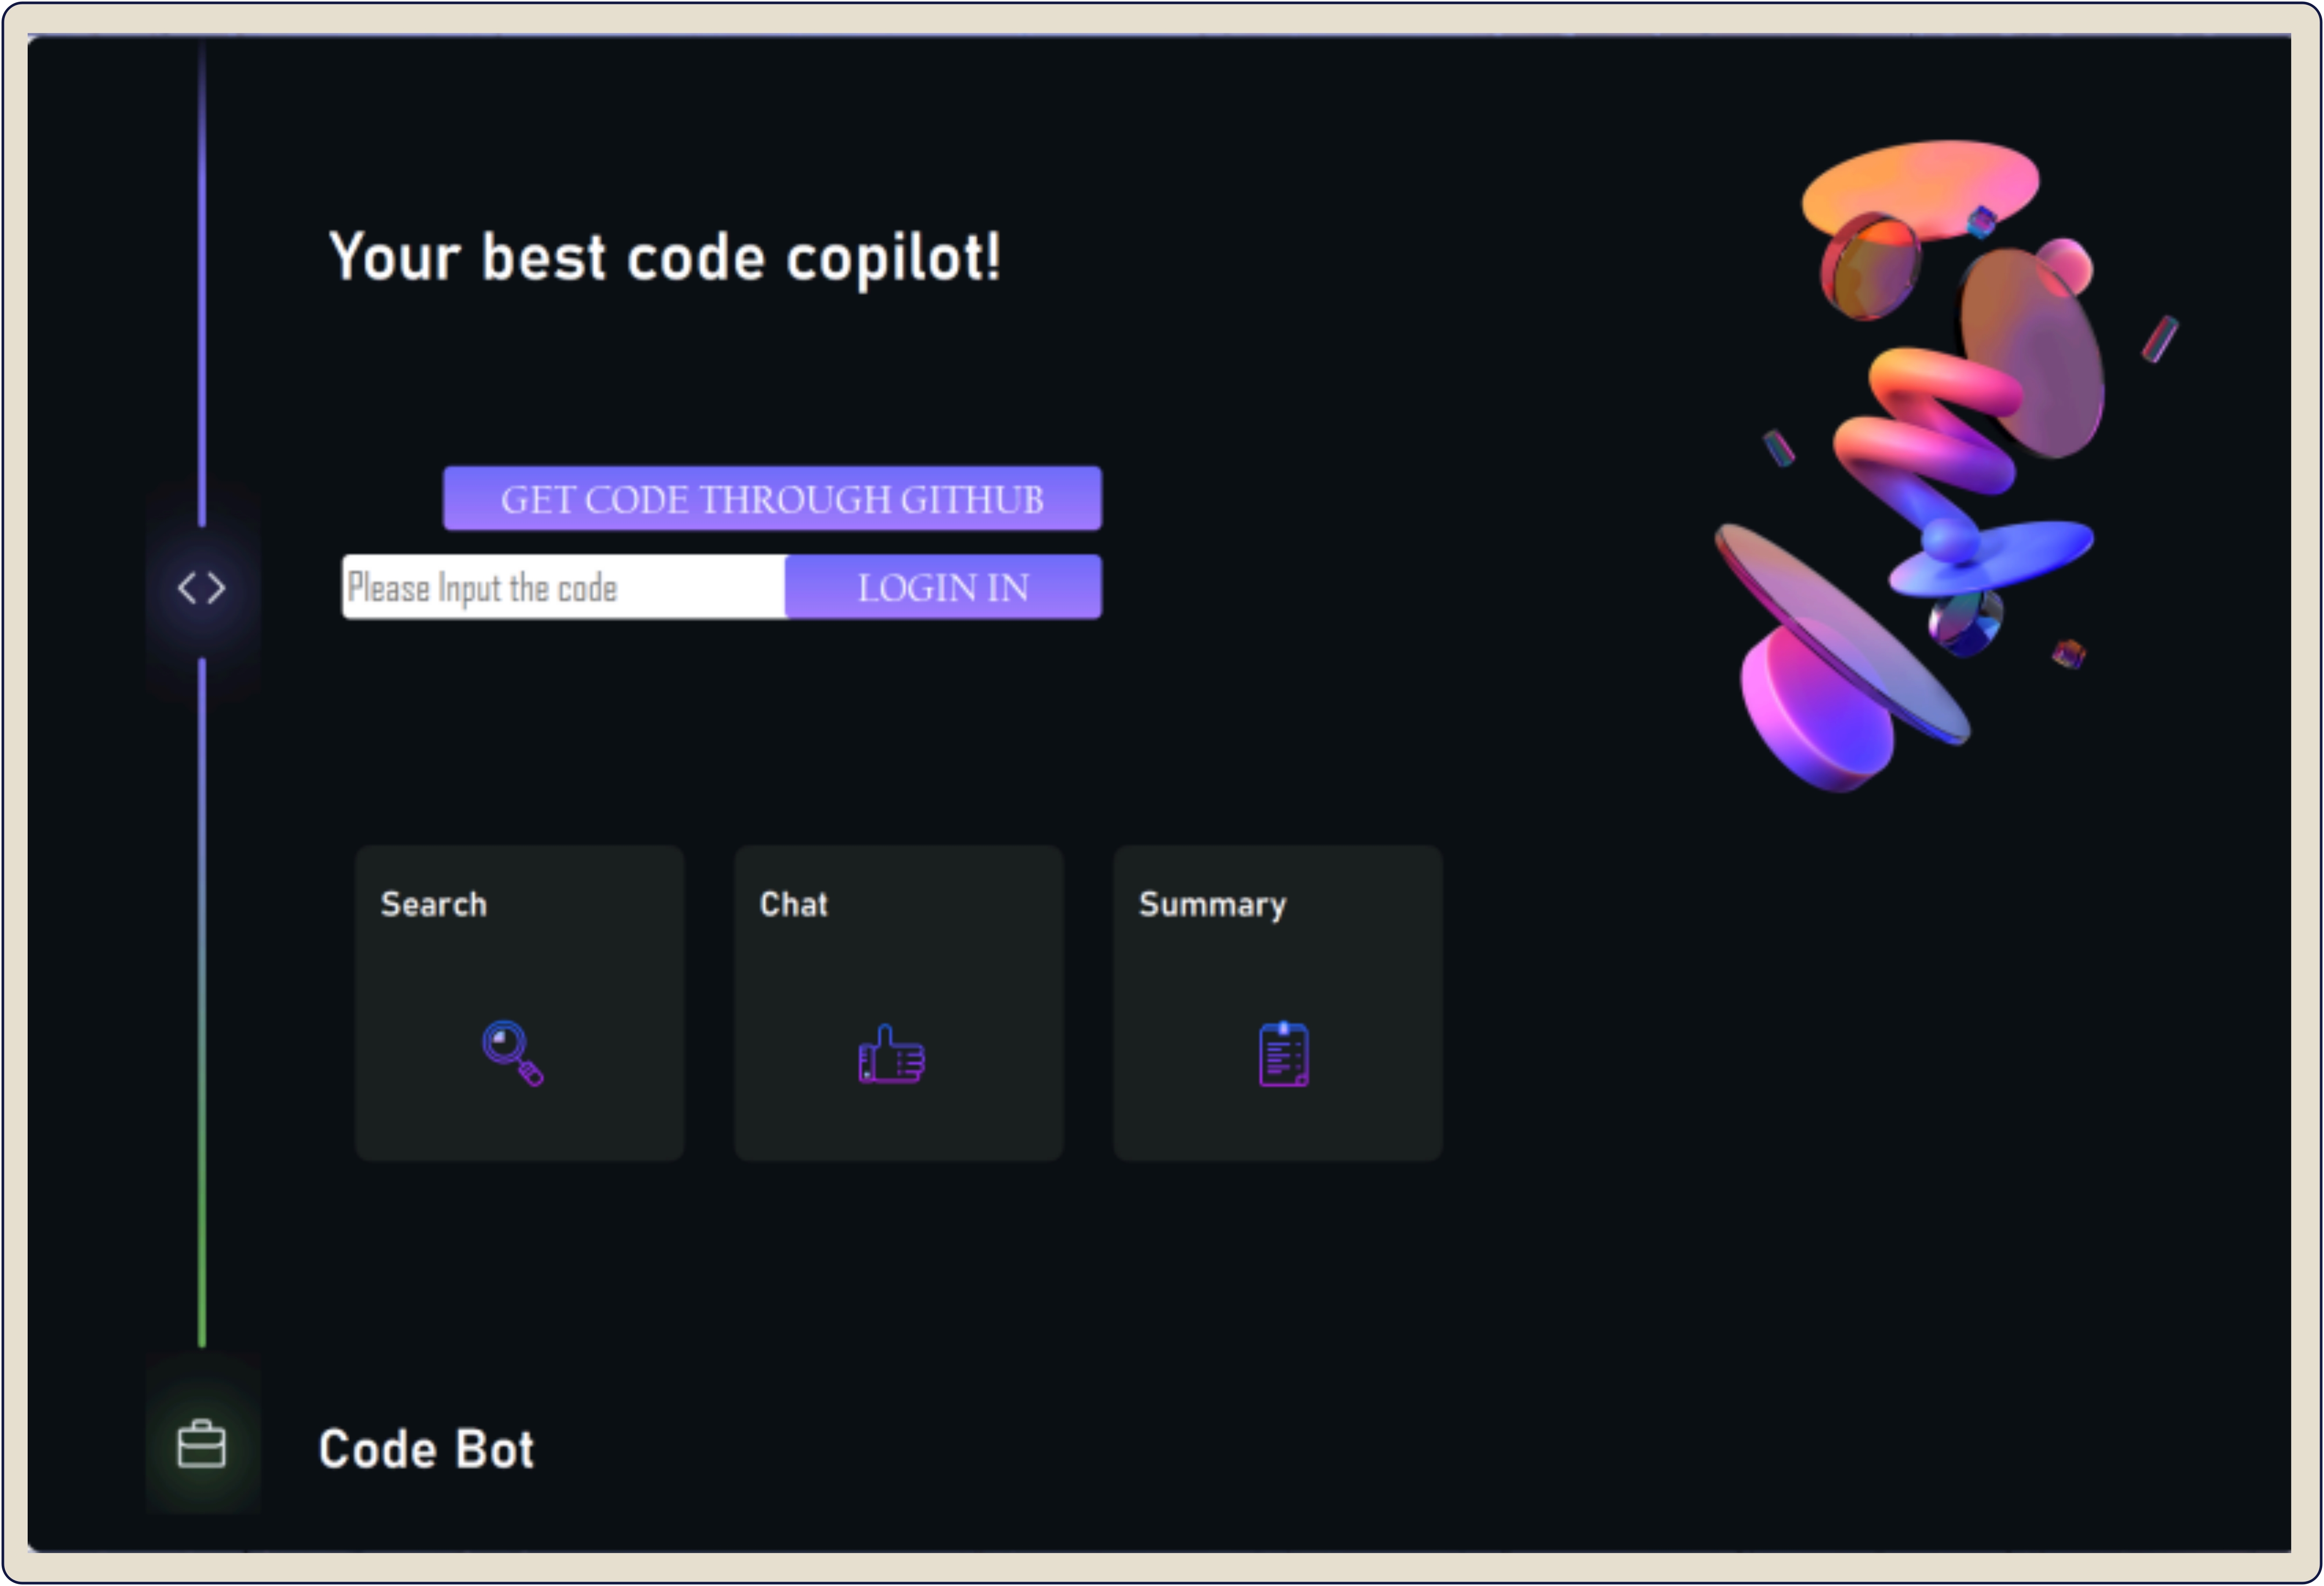 Your best code copilot!
GET CODE THROUGH GITHUB
Please Input the code
LOGIN IN
Search
Chat
Summary
Code Bot